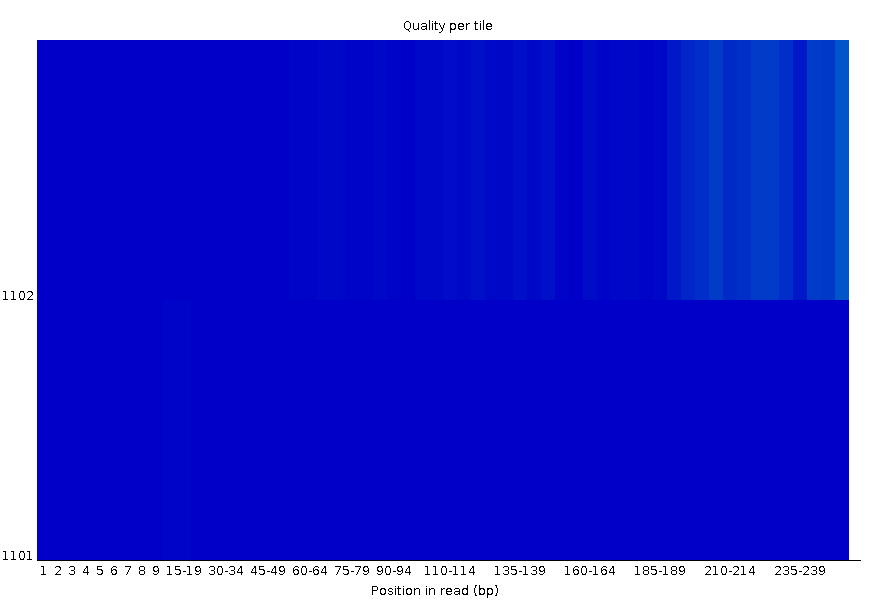 Quality per tile
1102
1101
1 2 3 4 5 6 7 8 9 15-19 30-34 45-49 60-64 75-79 90-94 110-114 135-139 160-164 185-189 210-214 235-239
Position in read (bp)